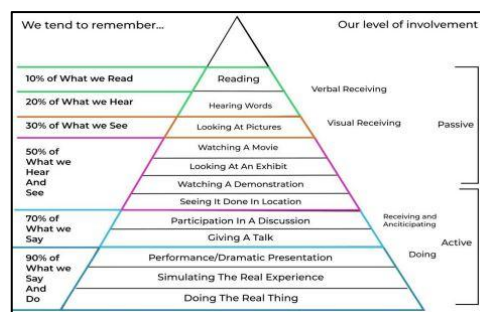 We tend to remember...
Our level of involvement
10% of What we Read
Reading
Verbal Receiving
20% of What we Hear
Hearing Words
30% of What we See
Looking At Pictures
Visual Receiving
Passive
50% of
What we
Hear
And
See
Watching A Movie
Looking At An Exhibit
Watching A Demonstration
Seeing It Done In Location
70% of
What we
Say
Participation In A Discussion
Giving A Talk
Receiving and
Anciticipating
Active
90% of
What we
Say
And
Do
Performance/Dramatic Presentation
Simulating The Real Experience
Doing The Real Thing
Doing